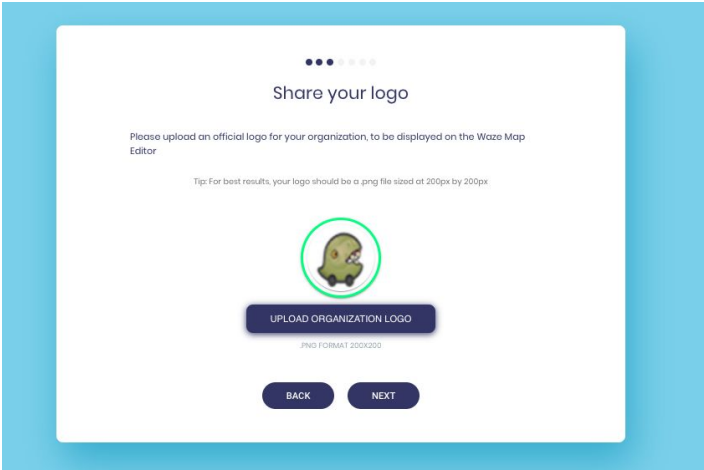 Share your logo
Please upload an official logo for your organization, to be displayed on the Waze Map
Editor
Tip: For best results, your logo should be a .png file sized at 200px by 200px
UPLOAD ORGANIZATION LOGO
.PNG FORMAT 200X200
BACK NEXT